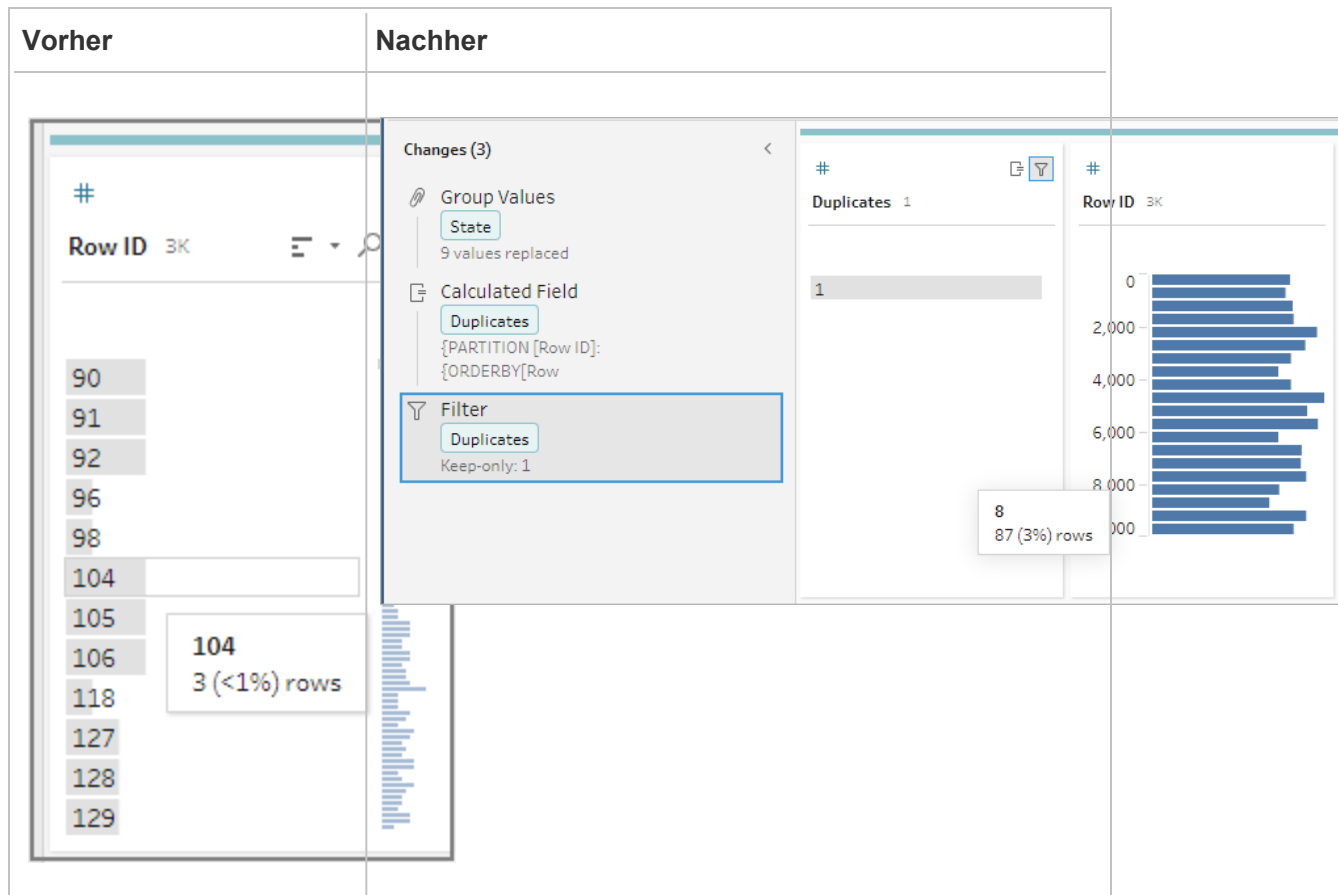 Vorher
Nachher
#
Row ID 3K
90
91
92
96
98
104
105
106
118
127
128
129
104
3 (<1%) rows
Changes (3)
Group Values
State
9 values replaced
Calculated Field
Duplicates
{PARTITION [Row ID]:
{ORDERBY[Row
Filter
Duplicates
Keep-only: 1
#
Duplicates 1
1
8
87 (3%) rows
#
Row ID 3K
0
2,000
4,000
6,000
8,000
000